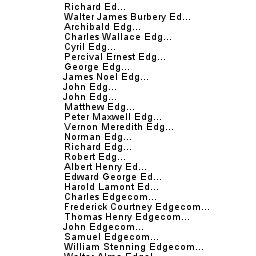 Richard Ed...
Walter James Burbery Ed...
Archibald Edg...
Charles Wallace Edg...
Cyril Edg...
Percival Ernest Edg...
George Edg...
James Noel Edg...
John Edg...
John Edg...
Matthew Edg...
Peter Maxwell Edg...
Vernon Meredith Edg...
Norman Edg...
Richard Edg...
Robert Edg...
Albert Henry Ed...
Edward George Ed...
Harold Lamont Ed...
Charles Edgecom...
Frederick Courtney Edgecom...
Thomas Henry Edgecom...
John Edgecom...
Samuel Edgecom...
William Stenning Edgecom...